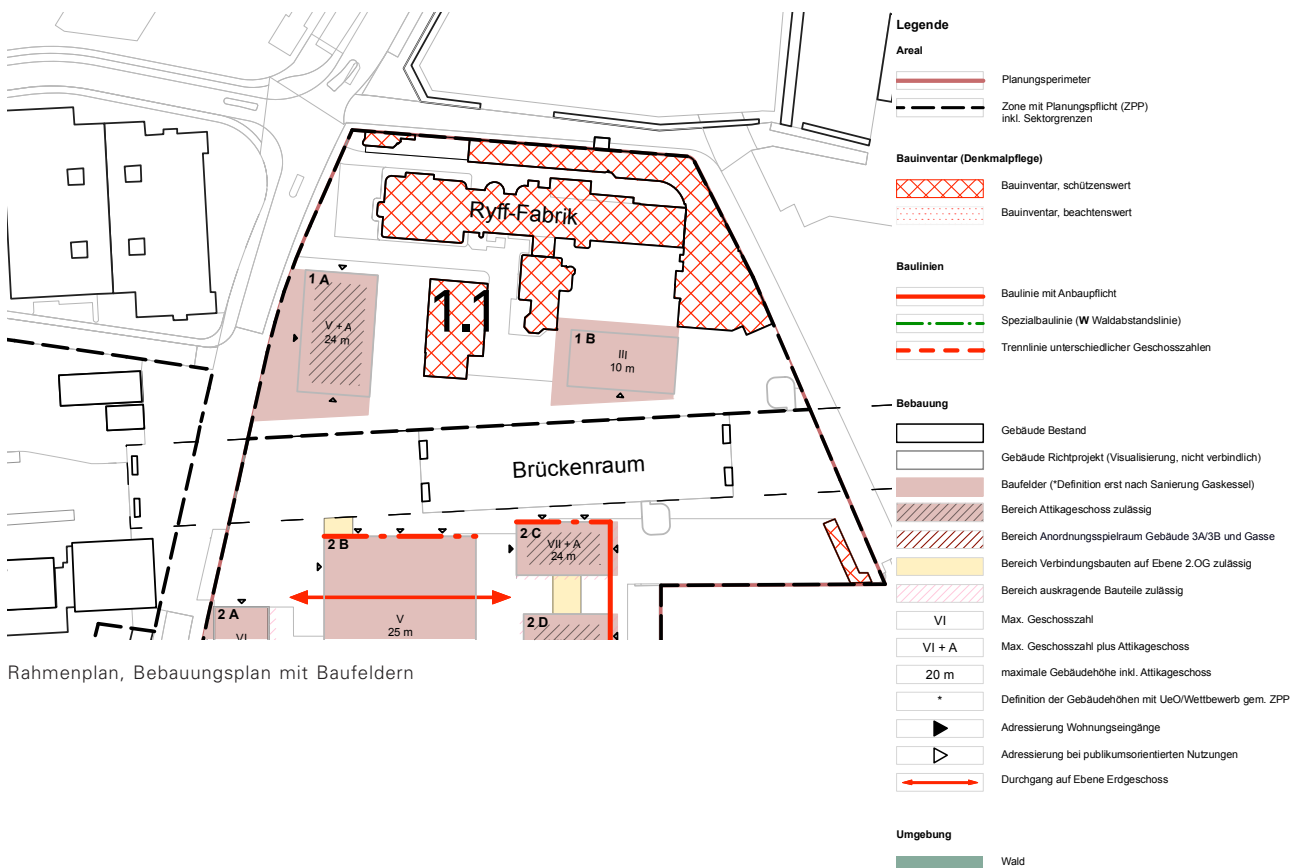 Ryff-Fabrik
1 A
V + A
24 m
1.1
1 B
III
10 m
Brückenraum
2 B
2 C
VII + A
24 m
2 A
VI
V
25 m
2 D
Rahmenplan, Bebauungsplan mit Baufeldern
Legende
Areal
Planungsperimeter
Zone mit Planungspflicht (ZPP)
inkl. Sektorgrenzen
Bauinventar (Denkmalpflege)
Bauinventar, schützenswert
Bauinventar, beachtenswert
Baulinien
Baulinie mit Anbaupflicht
Spezialbaulinie (W Waldabstandslinie)
Trennlinie unterschiedlicher Geschosszahlen
Bebauung
Gebäude Bestand
Gebäude Richtprojekt (Visualisierung, nicht verbindlich)
Baufelder (*Definition erst nach Sanierung Gaskessel)
Bereich Attikageschoss zulässig
Bereich Anordnungsspielraum Gebäude 3A/3B und Gasse
Bereich Verbindungsbauten auf Ebene 2.OG zulässig
Bereich auskragende Bauteile zulässig
VI Max. Geschosszahl
VI + A Max. Geschosszahl plus Attikageschoss
20 m maximale Gebäudehöhe inkl. Attikageschoss
* Definition der Gebäudehöhen mit UeO/Wettbewerb gem. ZPP
Adressierung Wohnungseingänge
Adressierung bei publikumsorientierten Nutzungen
Durchgang auf Ebene Erdgeschoss
Umgebung
Wald